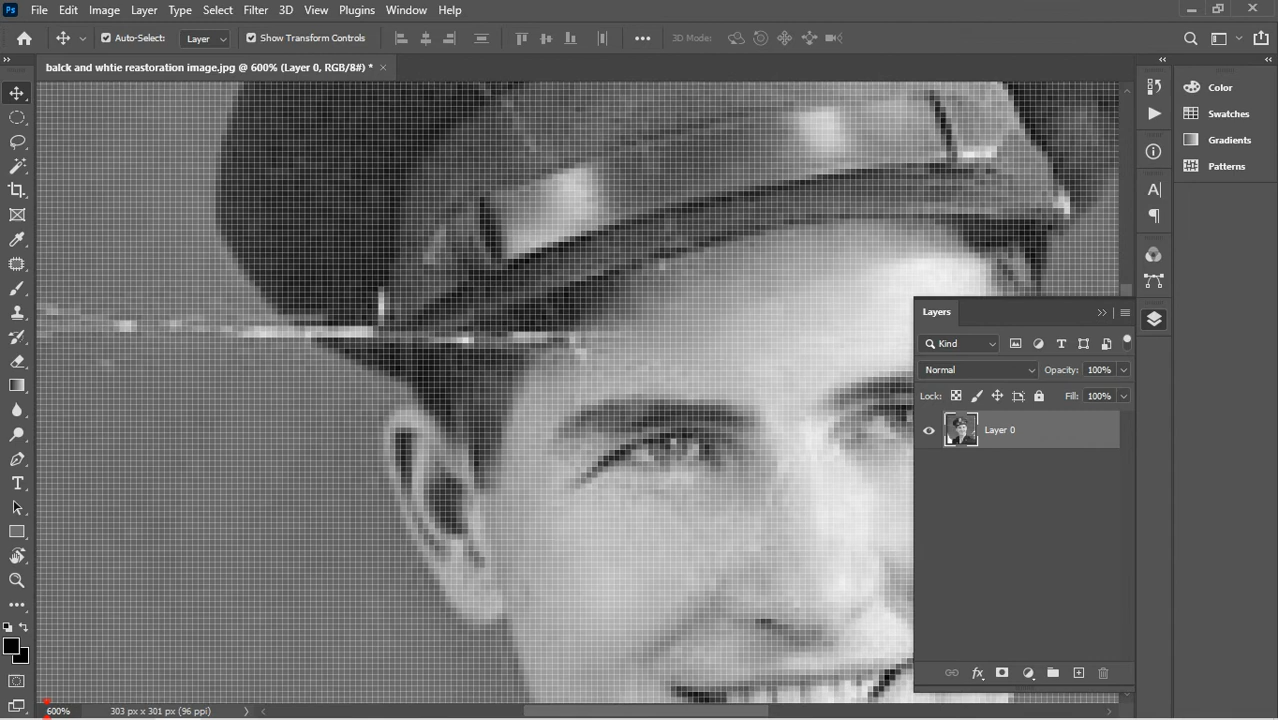 Ps File Edit Image Layer Type Select Filter 3D View Plugins Window Help
Auto-Select: Layer Show Transform Controls ••• 3D Mode:
balck and whtie reastoration image.jpg @ 600% (Layer 0, RGB/8#) * ×
Color
Swatches
Gradients
Patterns
Layers
Kind
Normal Opacity: 100%
Lock: Fill: 100%
Layer 0
600% 303 px x 301 px (96 ppi)